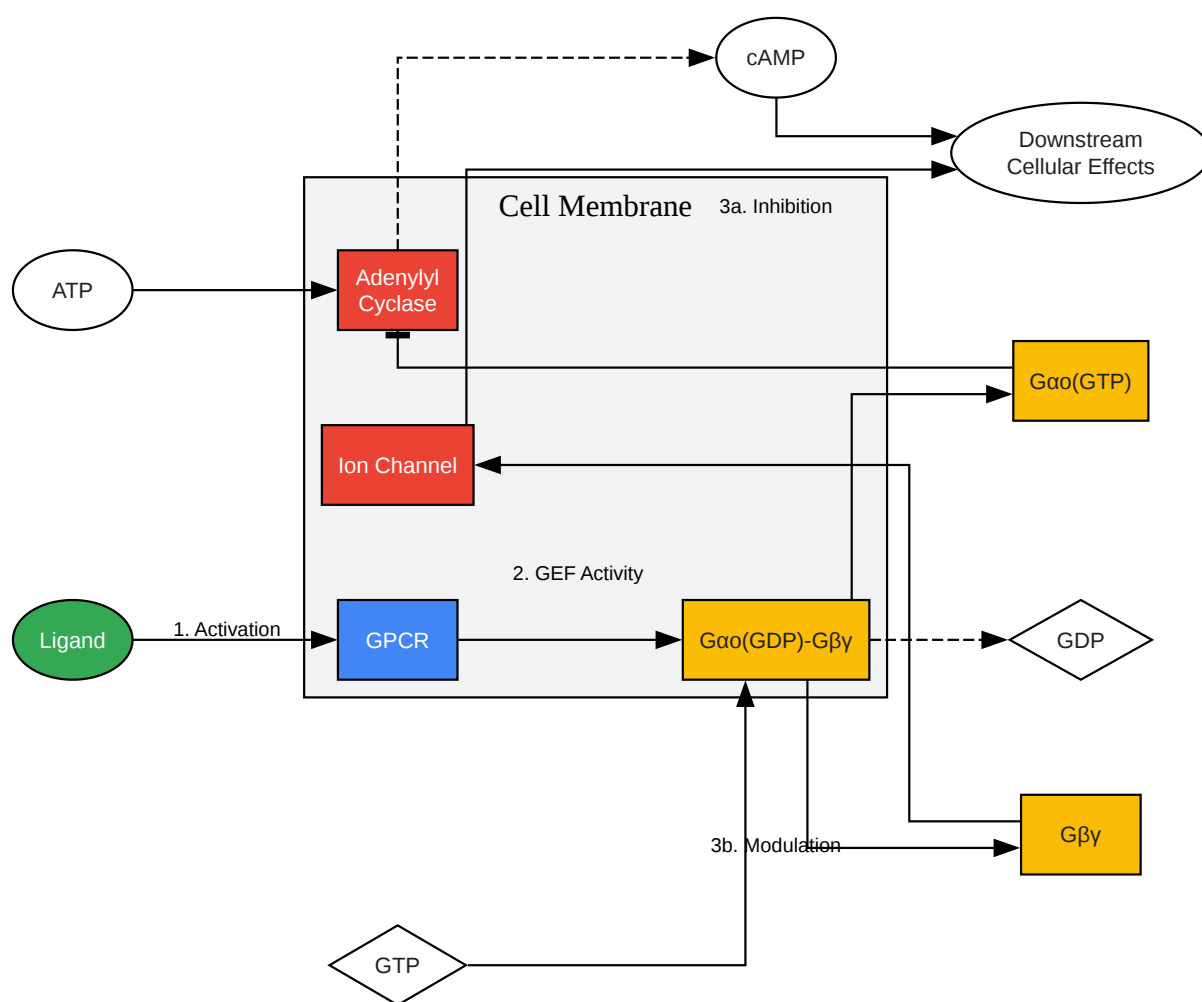 cAMP
Downstream
Cellular Effects
Cell Membrane
3a. Inhibition
Adenylyl
Cyclase
ATP
Gαo(GTP)
Ion Channel
2. GEF Activity
Ligand
1. Activation
GPCR
Gαo(GDP)-Gβγ
GDP
3b. Modulation
Gβγ
GTP